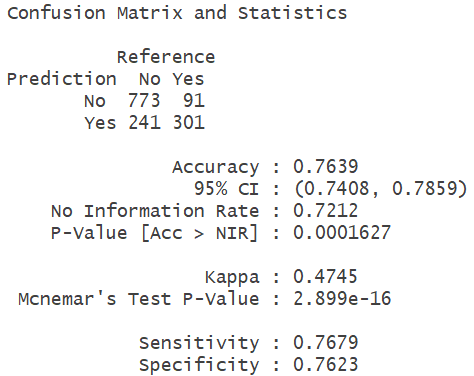 Confusion Matrix and Statistics
Reference
Prediction No Yes
No 773 91
Yes 241 301
Accuracy : 0.7639
95% CI : (0.7408, 0.7859)
No Information Rate : 0.7212
P-Value [Acc > NIR] : 0.0001627
Kappa : 0.4745
Mcnemar's Test P-Value : 2.899e-16
Sensitivity : 0.7679
Specificity : 0.7623